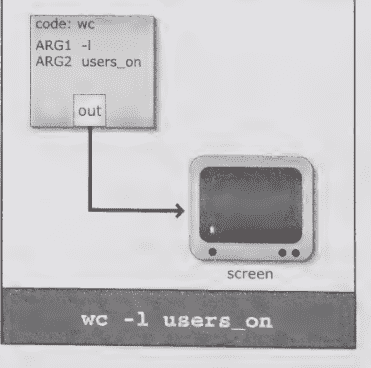 code: wc
ARG1 -l
ARG2 users_on
out
screen
wc -l users_on